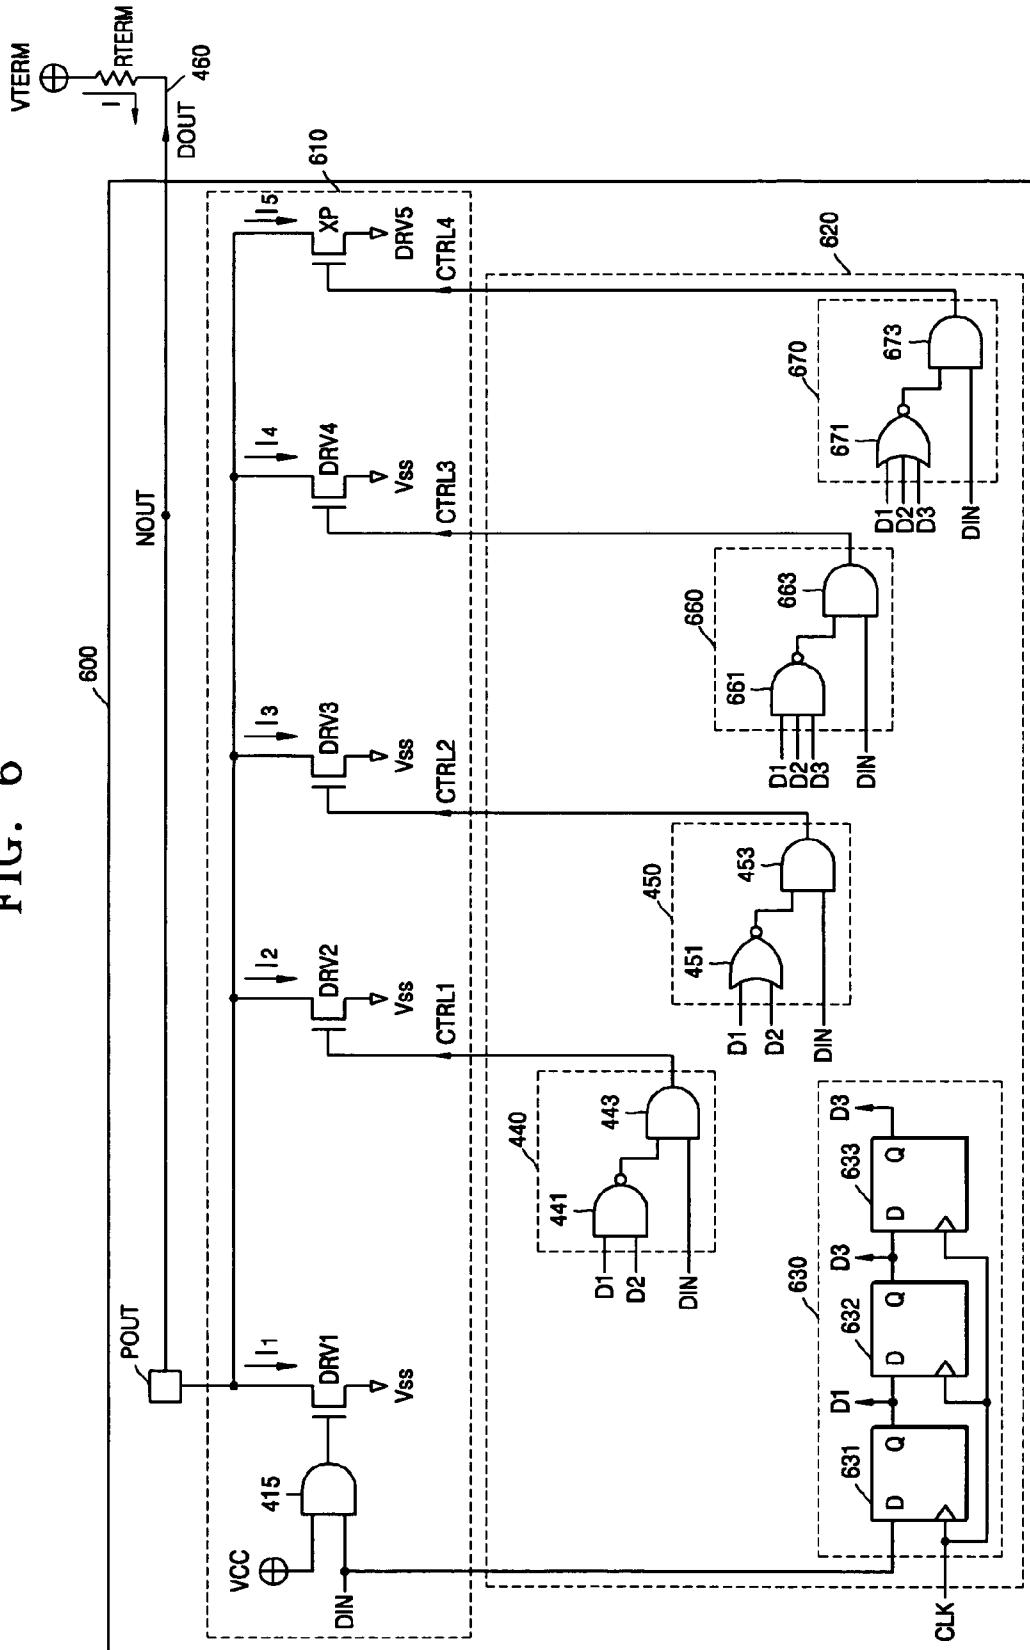 FIG. 6
600
VTERM
RTERM
I
460
DOUT
NOUT
POUT
610
I1
I2
I3
I4
I5
DRV1
DRV2
DRV3
DRV4
XP
DRV5
Vss
Vss
Vss
Vss
VCC
415
DIN
CTRL1
CTRL2
CTRL3
CTRL4
620
440
441
443
D1
D2
DIN
450
451
453
D1
D2
DIN
660
661
663
D1
D2
D3
DIN
670
671
673
D1
D2
D3
DIN
630
D1
D3
D3
631
D
Q
632
D
Q
633
D
Q
CLK